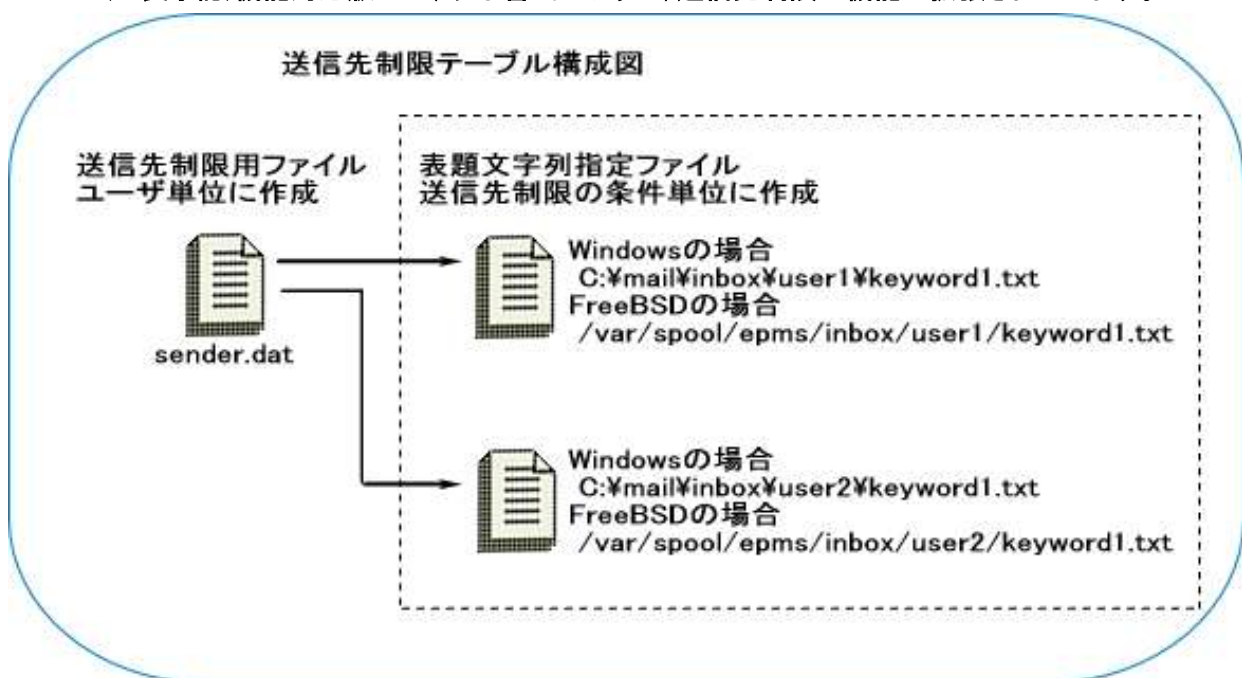 送信先制限テーブル構成図
送信先制限用ファイル
ユーザ単位に作成
sender.dat
表題文字列指定ファイル
送信先制限の条件単位に作成
Windowsの場合
C:¥mail¥inbox¥user1¥keyword1.txt
FreeBSDの場合
/var/spool/epms/inbox/user1/keyword1.txt
Windowsの場合
C:¥mail¥inbox¥user2¥keyword1.txt
FreeBSDの場合
/var/spool/epms/inbox/user2/keyword1.txt